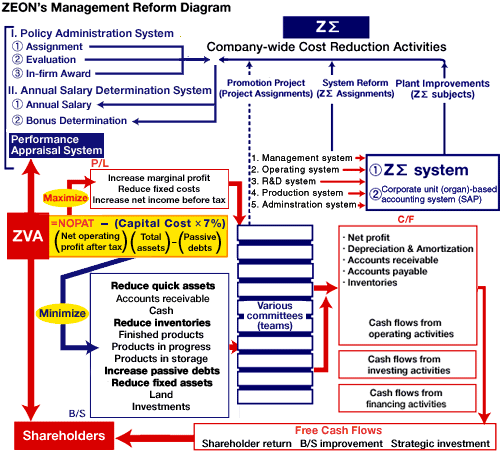 ZEON's Management Reform Diagram
ZΣ
Company-wide Cost Reduction Activities
I. Policy Administration System
① Assignment
② Evaluation
③ In-firm Award
II. Annual Salary Determination System
① Annual Salary
② Bonus Determination
Promotion Project
(Project Assignments)
System Reform
(ZΣ Assignments)
Plant Improvements
(ZΣ subjects)
Performance
Appraisal System
P/L
Maximize
Increase marginal profit
Reduce fixed costs
Increase net income before tax
1. Management system
2. Operating system
3. R&D system
4. Production system
5. Adminstration system
① ZΣ system
② Corporate unit (organ)-based
accounting system (SAP)
ZVA
=NOPAT − (Capital Cost × 7%)
(Net operating
profit after tax)
(Total
assets)
−
(Passive
debts)
Minimize
Reduce quick assets
Accounts receivable
Cash
Reduce inventories
Finished products
Products in progress
Products in storage
Increase passive debts
Reduce fixed assets
Land
Investments
B/S
Various
committees
(teams)
C/F
· Net profit
· Depreciation & Amortization
· Accounts receivable
· Accounts payable
· Inventories
Cash flows from
operating activities
Cash flows from
investing activities
Cash flows from
financing activities
Shareholders
Free Cash Flows
Shareholder return B/S improvement Strategic investment